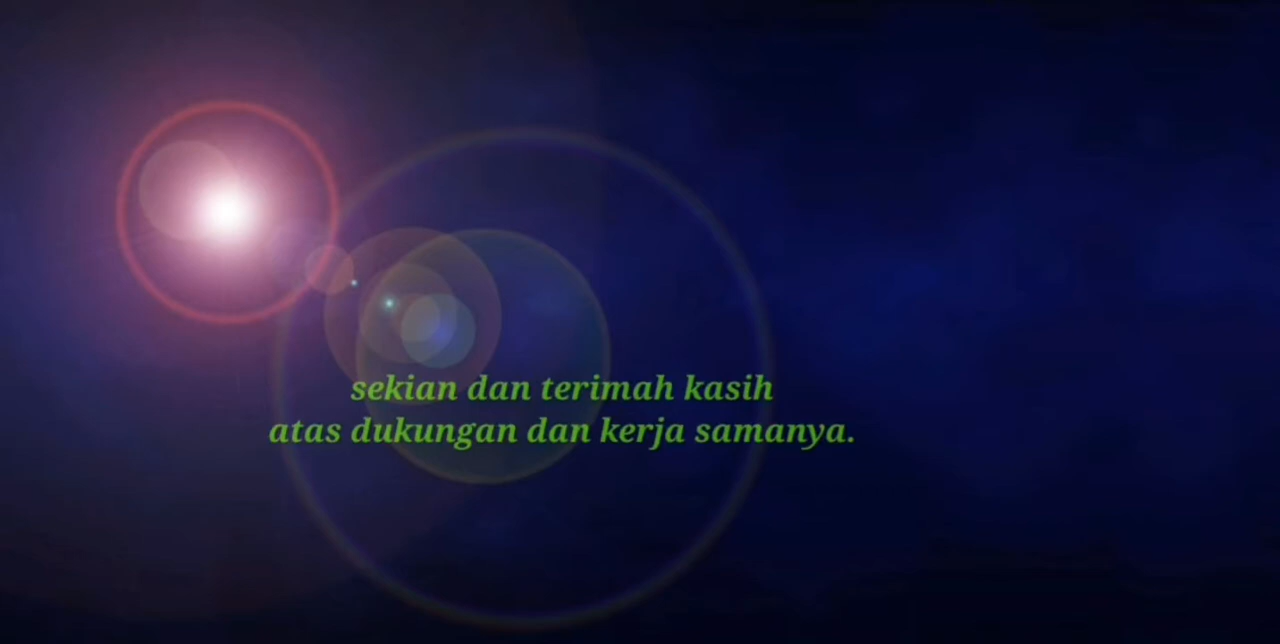 sekian dan terimah kasih
atas dukungan dan kerja samanya.